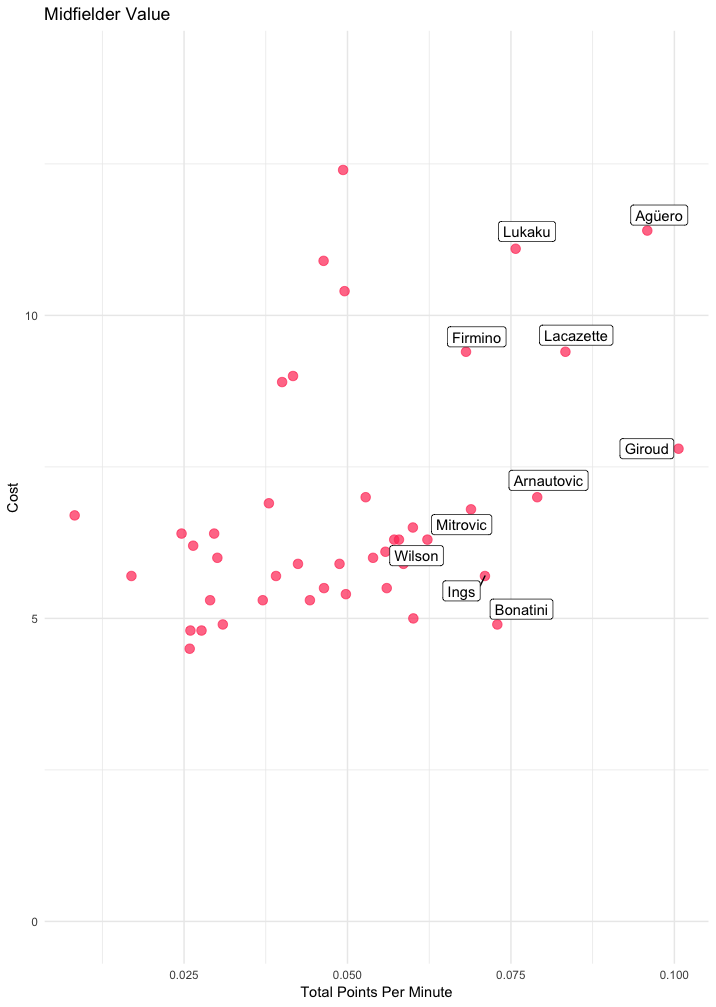 Midfielder Value
Agüero
Lukaku
Firmino
Lacazette
10
Giroud
Arnautovic
Cost
Mitrovic
Wilson
Ings
Bonatini
5
0
0.025 0.050 0.075 0.100
Total Points Per Minute